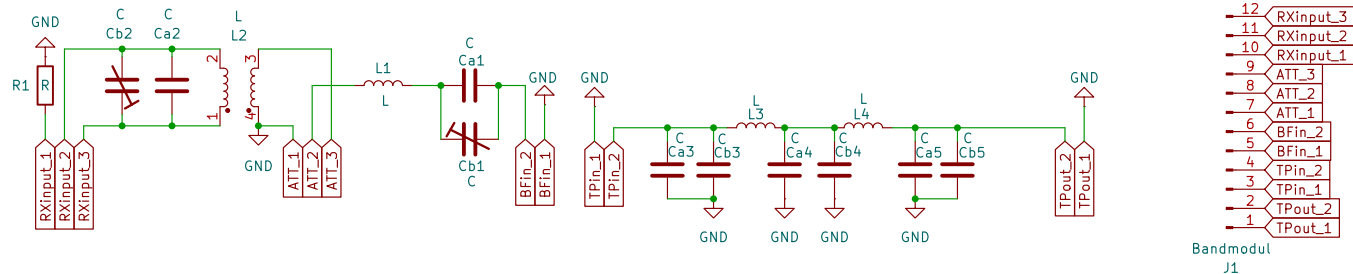 GND
R1
R
C
Cb2
C
Ca2
L
L2
2
1
3
4
GND
RXinput_1
RXinput_2
RXinput_3
ATT_1
ATT_2
ATT_3
L1
L
C
Ca1
Cb1
C
GND
BFin_2
BFin_1
GND
TPin_1
TPin_2
C
Ca3
C
Cb3
GND
L
L3
C
Ca4
GND
C
Cb4
GND
L
L4
C
Ca5
C
Cb5
GND
GND
TPout_2
TPout_1
12 RXinput_3
11 RXinput_2
10 RXinput_1
9 ATT_3
8 ATT_2
7 ATT_1
6 BFin_2
5 BFin_1
4 TPin_2
3 TPin_1
2 TPout_2
1 TPout_1
Bandmodul
J1